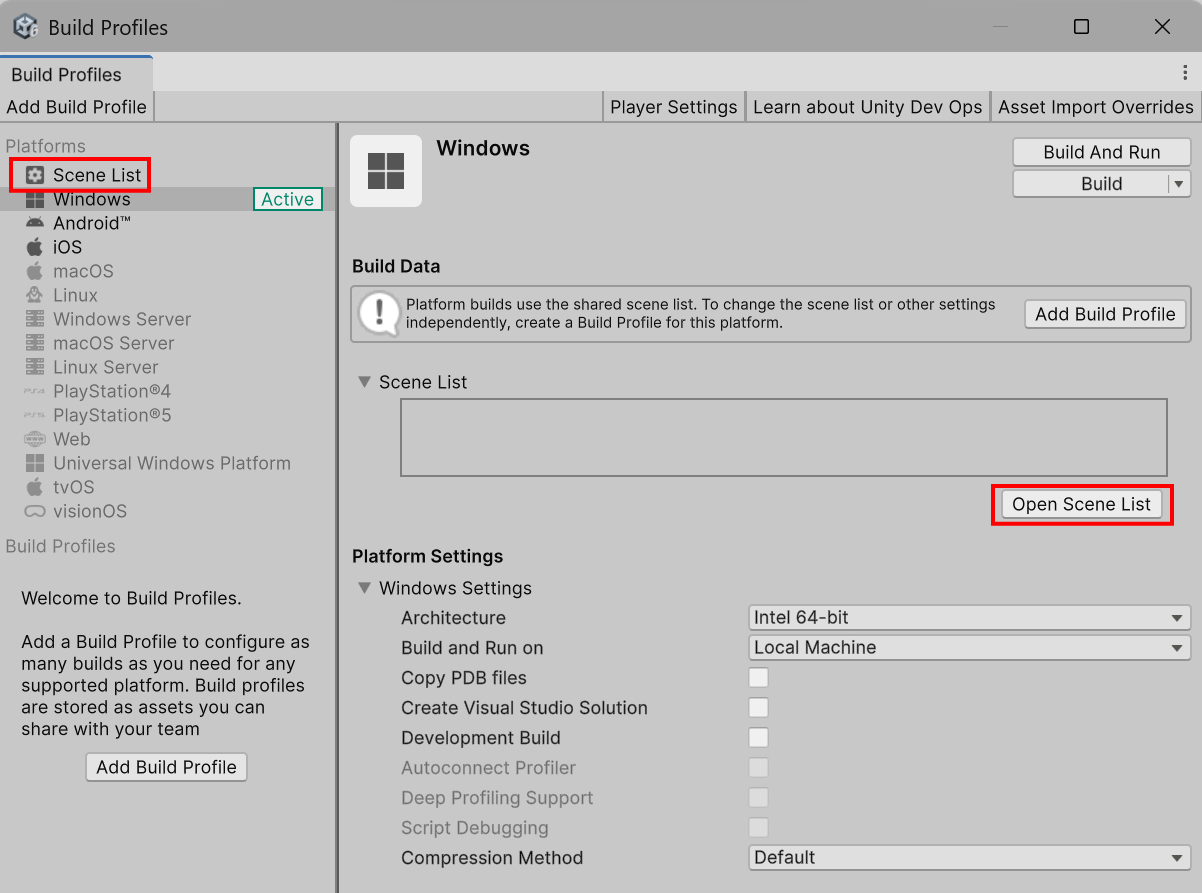 Build Profiles
Build Profiles
Add Build Profile
Player Settings
Learn about Unity Dev Ops
Asset Import Overrides
Platforms
Scene List
Windows
Active
Android™
iOS
macOS
Linux
Windows Server
macOS Server
Linux Server
PlayStation®4
PlayStation®5
Web
Universal Windows Platform
tvOS
visionOS
Build Profiles
Welcome to Build Profiles.
Add a Build Profile to configure as
many builds as you need for any
supported platform. Build profiles
are stored as assets you can
share with your team
Add Build Profile
Windows
Build And Run
Build
Build Data
Platform builds use the shared scene list. To change the scene list or other settings
independently, create a Build Profile for this platform.
Add Build Profile
Scene List
Open Scene List
Platform Settings
Windows Settings
Architecture
Intel 64-bit
Build and Run on
Local Machine
Copy PDB files
Create Visual Studio Solution
Development Build
Autoconnect Profiler
Deep Profiling Support
Script Debugging
Compression Method
Default